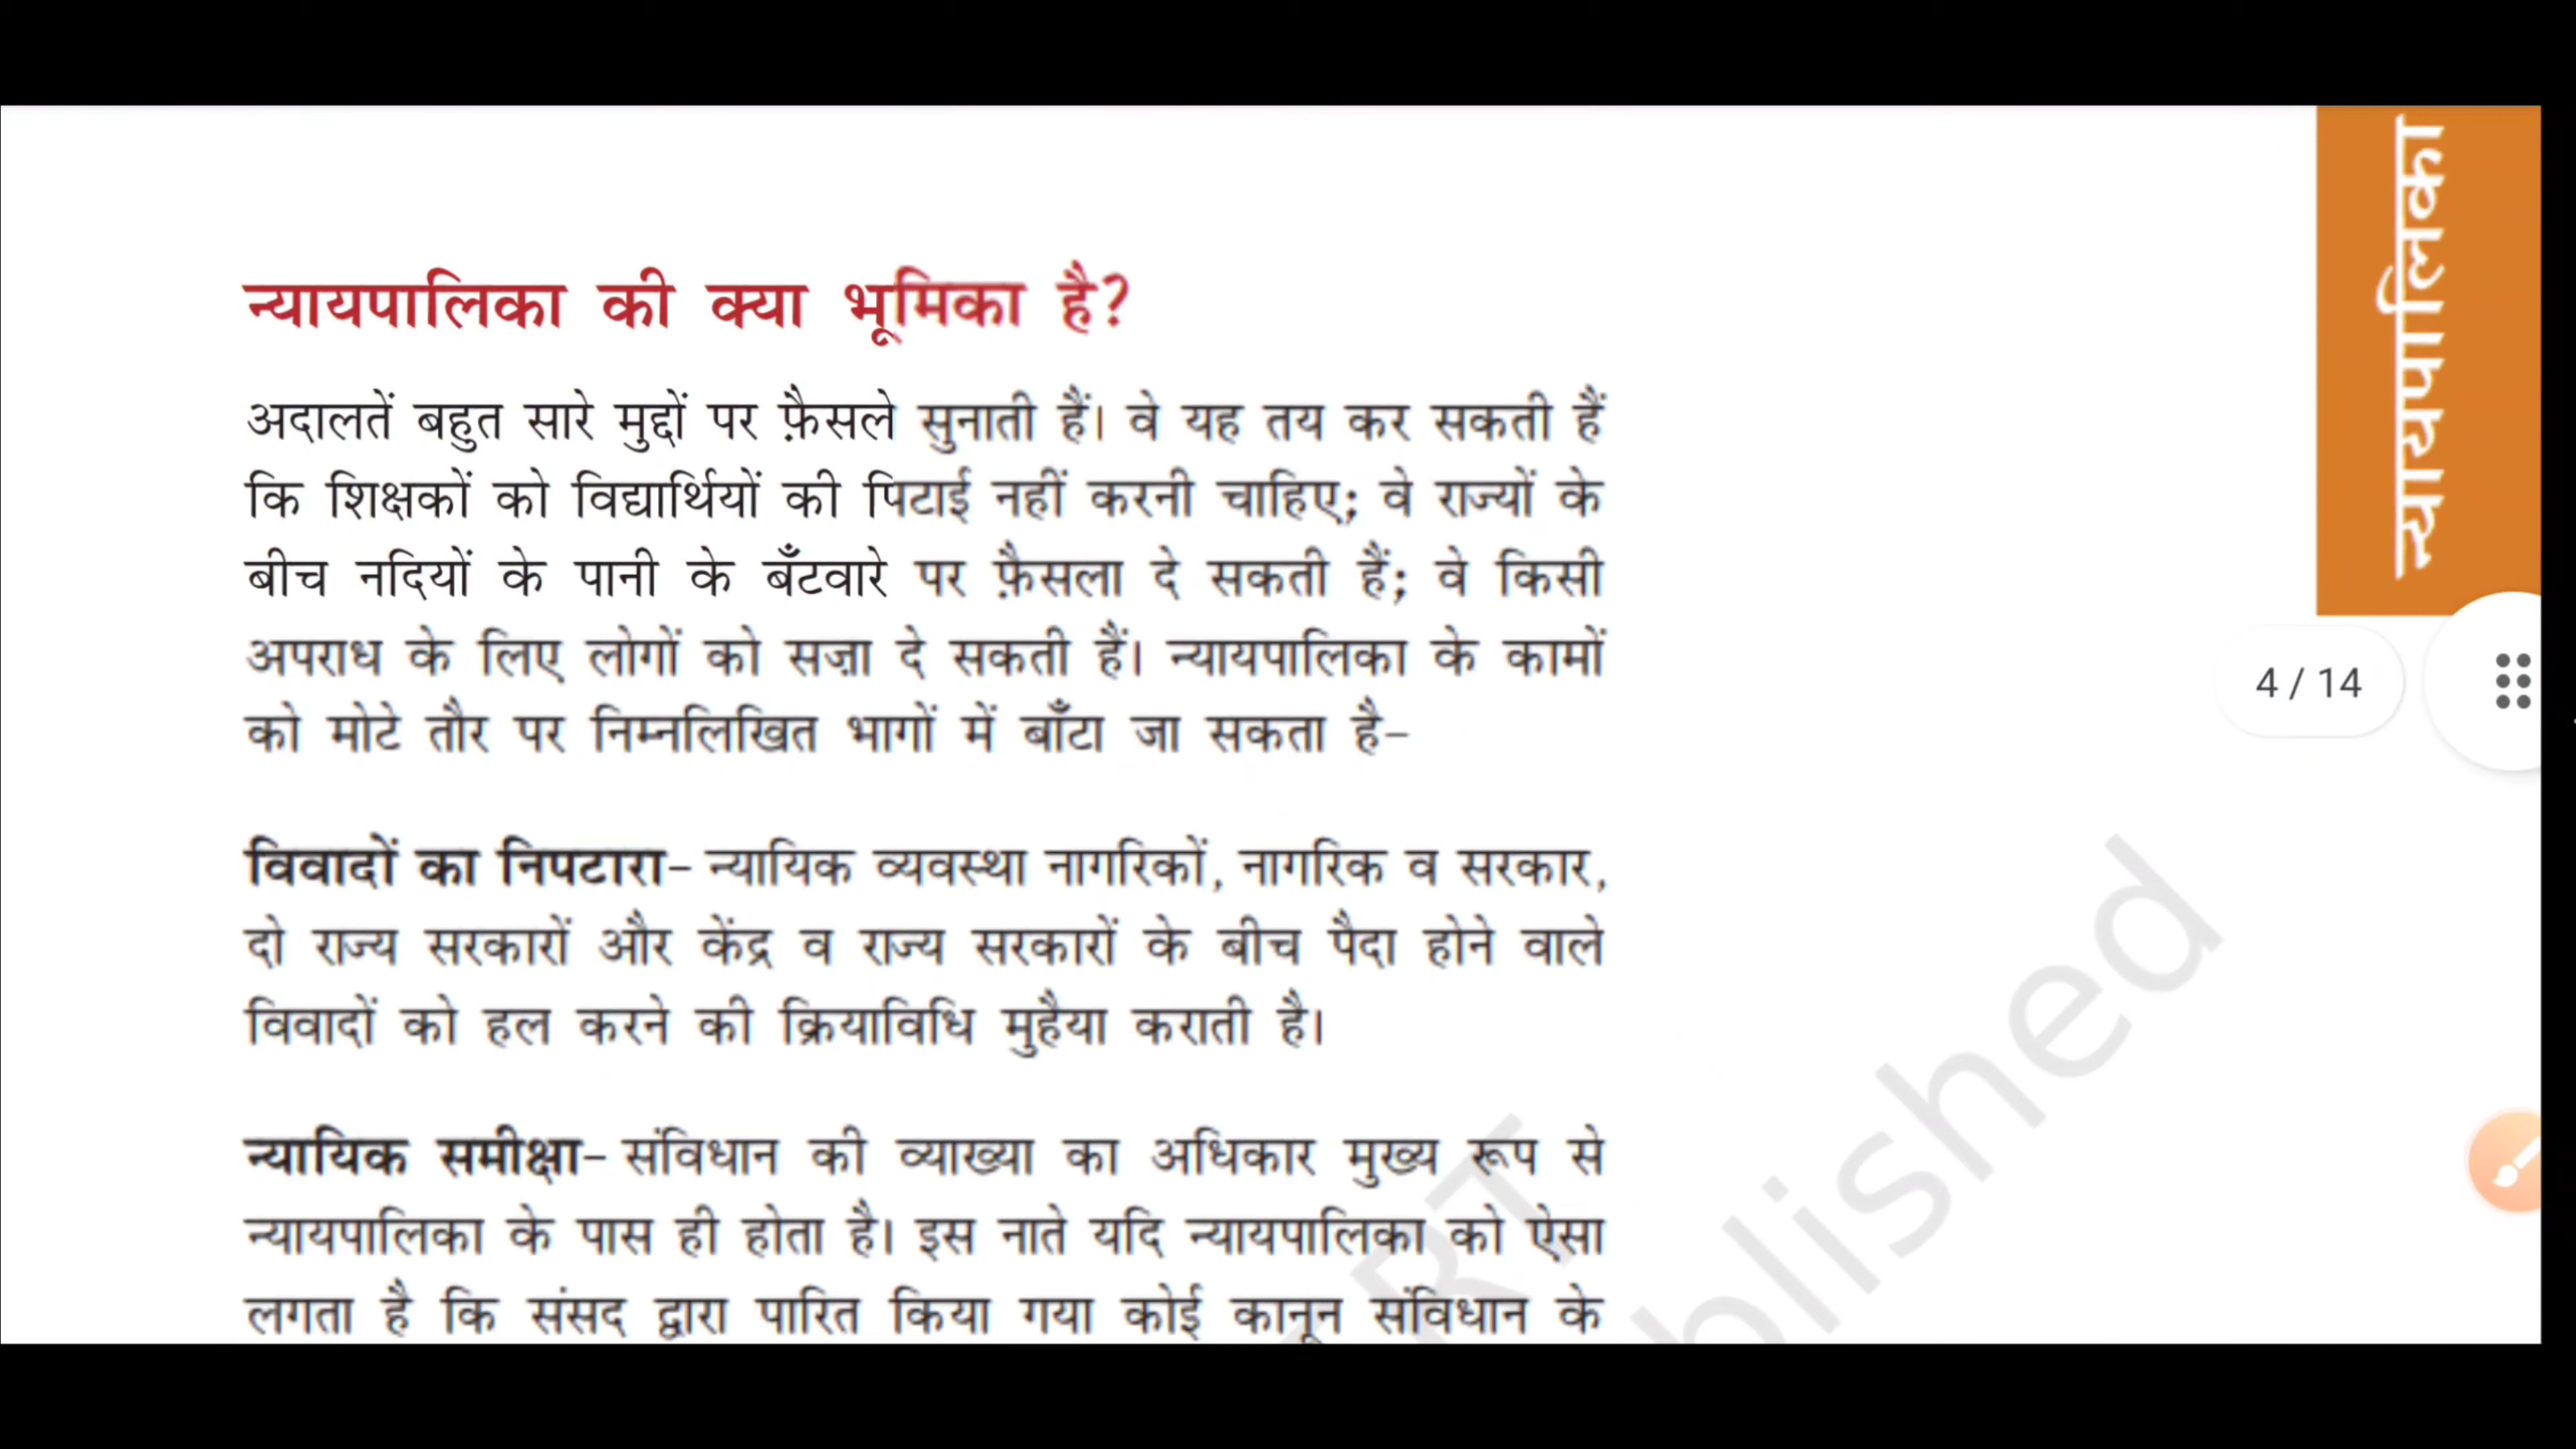 न्यायपालिका
न्यायपालिका की क्या भूमिका है?
अदालतें बहुत सारे मुद्दों पर फ़ैसले सुनाती हैं। वे यह तय कर सकती हैं
कि शिक्षकों को विद्यार्थियों की पिटाई नहीं करनी चाहिए; वे राज्यों के
बीच नदियों के पानी के बँटवारे पर फ़ैसला दे सकती हैं; वे किसी
अपराध के लिए लोगों को सज़ा दे सकती हैं। न्यायपालिका के कामों
को मोटे तौर पर निम्नलिखित भागों में बाँटा जा सकता है–
4 / 14
विवादों का निपटारा– न्यायिक व्यवस्था नागरिकों, नागरिक व सरकार,
दो राज्य सरकारों और केंद्र व राज्य सरकारों के बीच पैदा होने वाले
विवादों को हल करने की क्रियाविधि मुहैया कराती है।
न्यायिक समीक्षा– संविधान की व्याख्या का अधिकार मुख्य रूप से
न्यायपालिका के पास ही होता है। इस नाते यदि न्यायपालिका को ऐसा
लगता है कि संसद द्वारा पारित किया गया कोई कानून संविधान के
RT
blished